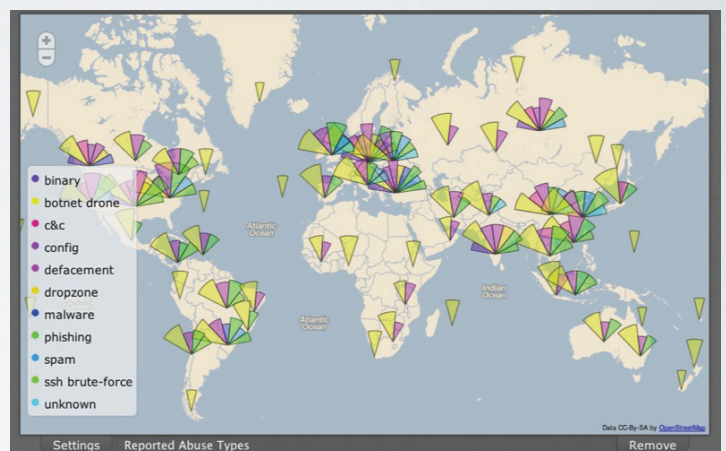 +
−
binary
botnet drone
c&c
config
defacement
dropzone
malware
phishing
spam
ssh brute-force
unknown
Atlantic
Ocean
Atlantic
Ocean
Indian
Ocean
Data CC-By-SA by OpenStreetMap
Settings
Reported Abuse Types
Remove